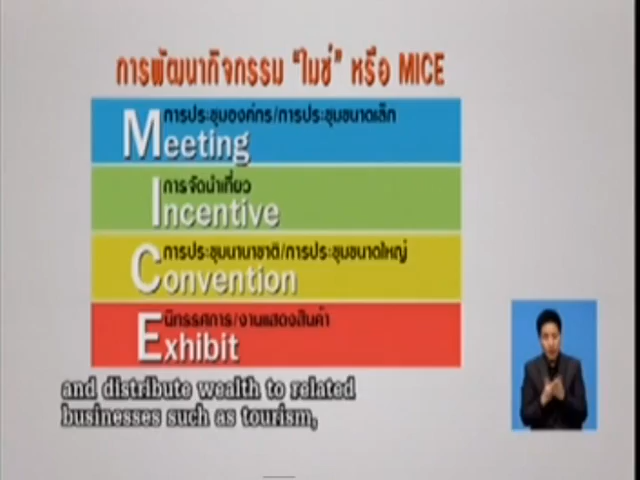 การพัฒนากิจกรรม "ไมซ์" หรือ MICE
การประชุมองค์กร/การประชุมขนาดเล็ก
Meeting
การจัดนำเที่ยว
Incentive
การประชุมนานาชาติ/การประชุมขนาดใหญ่
Convention
นิทรรศการ/งานแสดงสินค้า
Exhibit
and distribute wealth to related
businesses such as tourism,